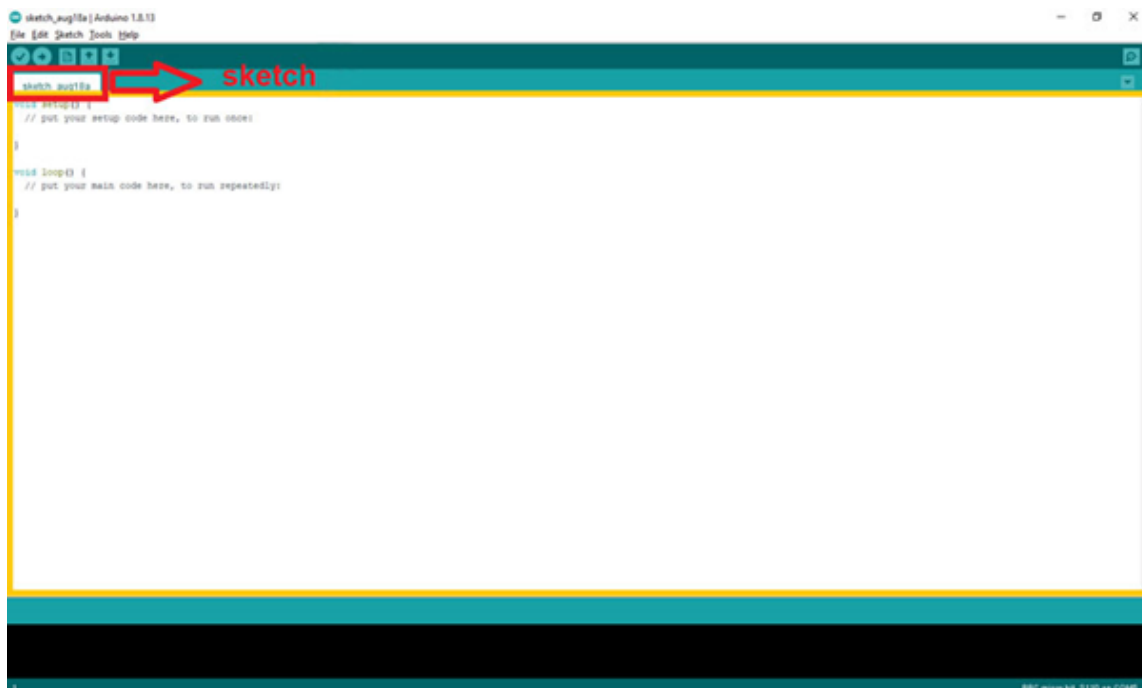 sketch_aug18a | Arduino 1.8.13
File Edit Sketch Tools Help
sketch_aug18a
sketch
void setup() {
// put your setup code here, to run once:
}
void loop() {
// put your main code here, to run repeatedly:
}